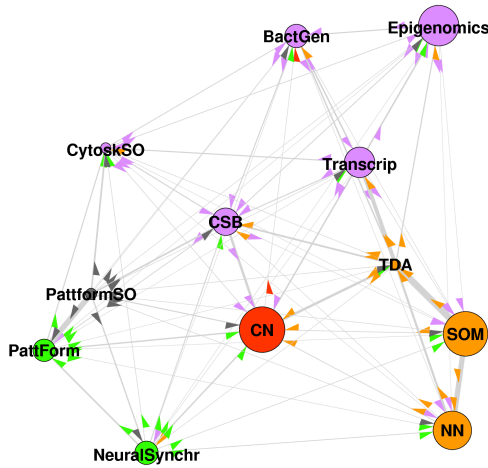 Epigenomics
BactGen
CytoskSO
Transcrip
CSB
TDA
PattformSO
CN
SOM
PattForm
NN
NeuralSynchr